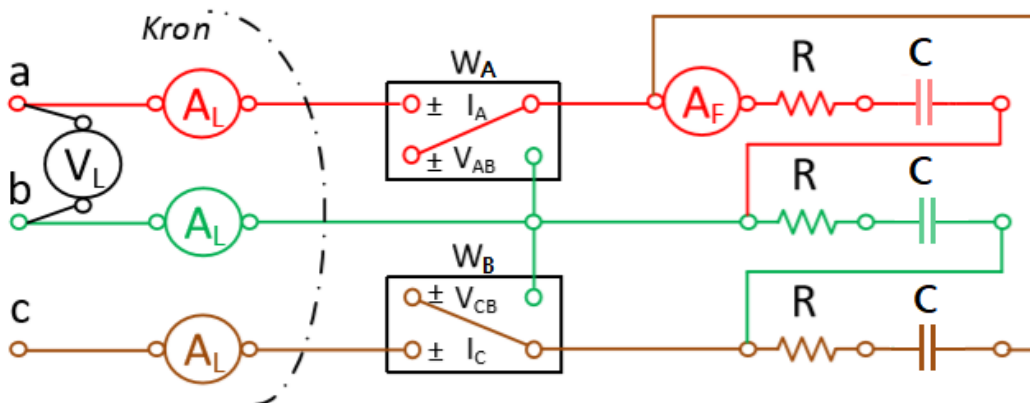 Kron
a
A_L
W_A
± I_A
± V_AB
A_F
R
C
V_L
b
A_L
R
C
W_B
± V_CB
± I_C
c
A_L
R
C